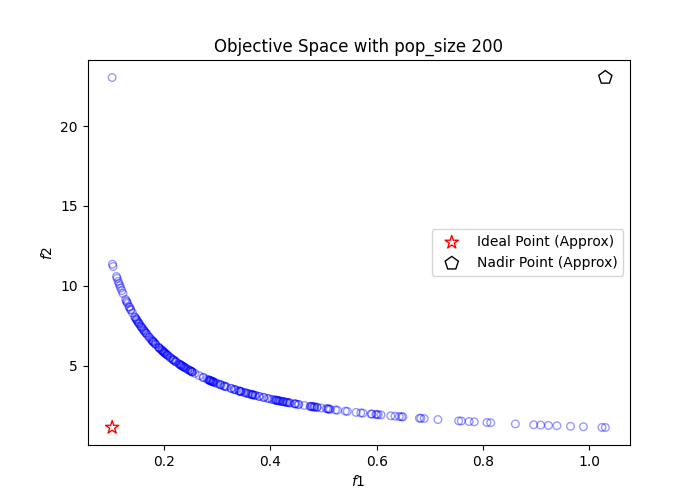 Objective Space with pop_size 200
f2
20
15
10
5
Ideal Point (Approx)
Nadir Point (Approx)
0.2 0.4 0.6 0.8 1.0
f1